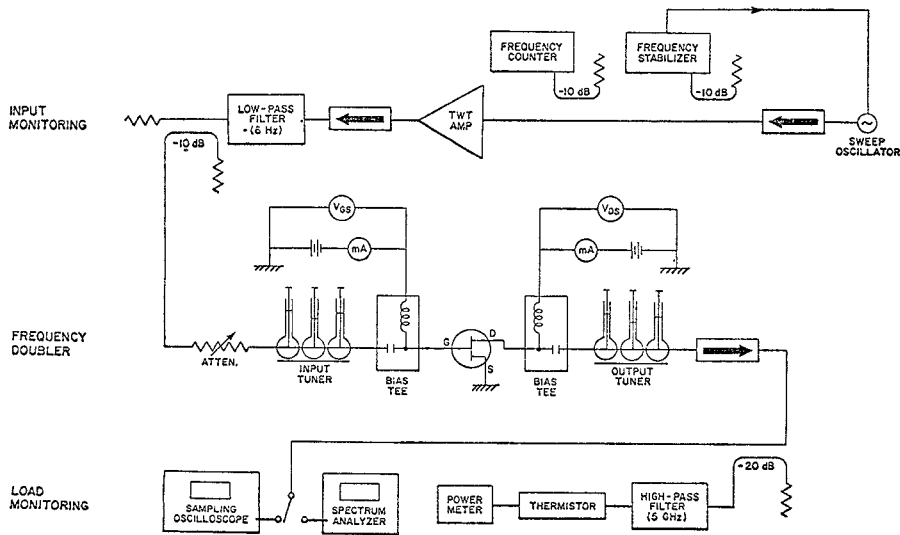 FREQUENCY
COUNTER
FREQUENCY
STABILIZER
-10 dB
-10 dB
INPUT
MONITORING
LOW-PASS
FILTER
-(6 Hz)
TWT
AMP
SWEEP
OSCILLATOR
-10 dB
VGS
mA
VDS
mA
FREQUENCY
DOUBLER
ATTEN.
INPUT
TUNER
BIAS
TEE
G
D
S
BIAS
TEE
OUTPUT
TUNER
LOAD
MONITORING
SAMPLING
OSCILLOSCOPE
SPECTRUM
ANALYZER
POWER
METER
THERMISTOR
HIGH-PASS
FILTER
(5 GHz)
-20 dB